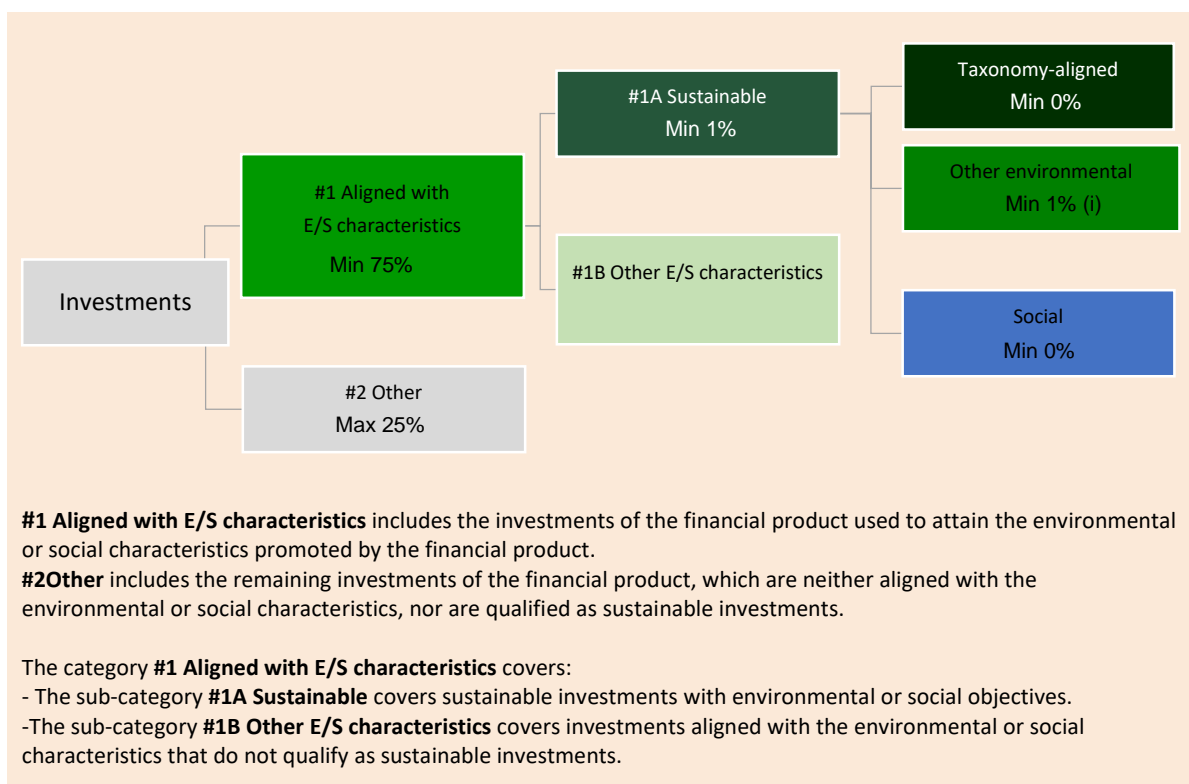 Investments
#1 Aligned with
E/S characteristics
Min 75%
#2 Other
Max 25%
#1A Sustainable
Min 1%
#1B Other E/S characteristics
Taxonomy-aligned
Min 0%
Other environmental
Min 1% (i)
Social
Min 0%
#1 Aligned with E/S characteristics includes the investments of the financial product used to attain the environmental
or social characteristics promoted by the financial product.
#2Other includes the remaining investments of the financial product, which are neither aligned with the
environmental or social characteristics, nor are qualified as sustainable investments.
The category #1 Aligned with E/S characteristics covers:
- The sub-category #1A Sustainable covers sustainable investments with environmental or social objectives.
-The sub-category #1B Other E/S characteristics covers investments aligned with the environmental or social
characteristics that do not qualify as sustainable investments.